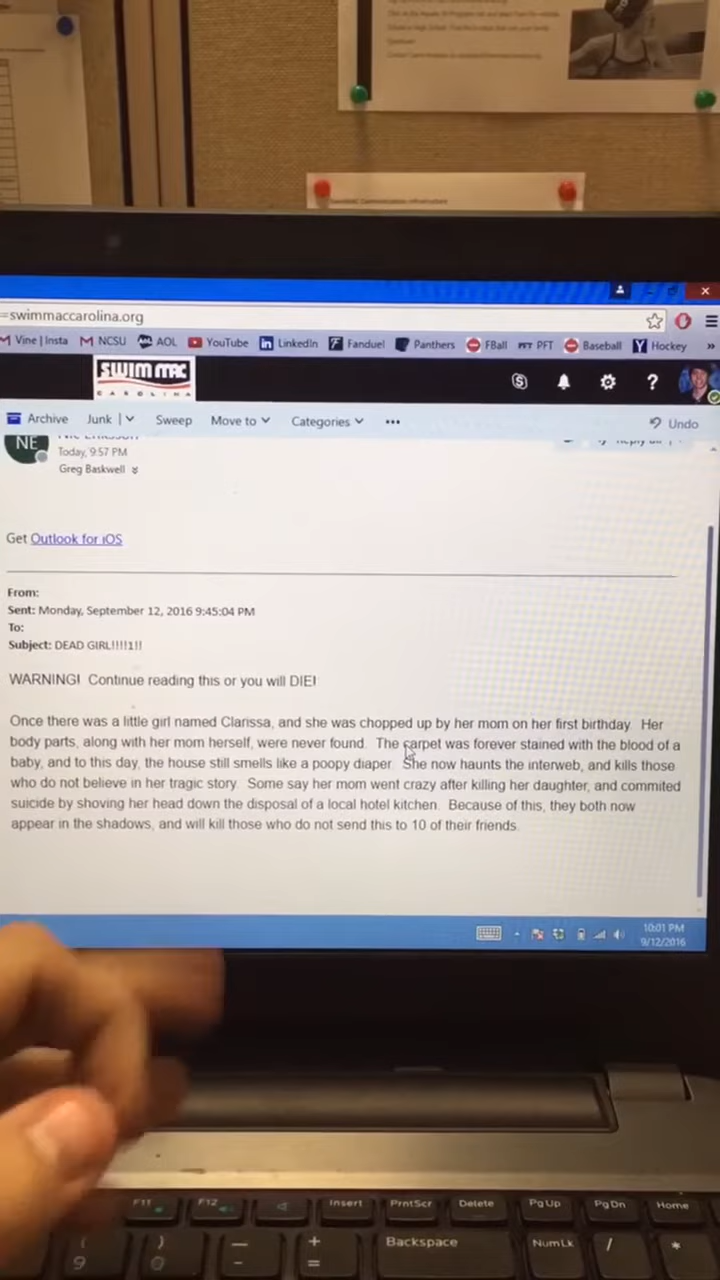 =swimmaccarolina.org
Vine | Insta NCSU AOL YouTube LinkedIn Fanduel Panthers FBall PFT Baseball Hockey »
SWIM MAC
CAROLINA
Archive Junk | Sweep Move to Categories ... Undo
NE
Today, 9:57 PM
Greg Baskwell
Get Outlook for iOS
From:
Sent: Monday, September 12, 2016 9:45:04 PM
To:
Subject: DEAD GIRL!!!!1!!
WARNING! Continue reading this or you will DIE!
Once there was a little girl named Clarissa, and she was chopped up by her mom on her first birthday. Her
body parts, along with her mom herself, were never found. The carpet was forever stained with the blood of a
baby, and to this day, the house still smells like a poopy diaper. She now haunts the interweb, and kills those
who do not believe in her tragic story. Some say her mom went crazy after killing her daughter, and commited
suicide by shoving her head down the disposal of a local hotel kitchen. Because of this, they both now
appear in the shadows, and will kill those who do not send this to 10 of their friends.
10:01 PM
9/12/2016
F11 F12 Insert PrntScr Delete Pg Up Pg Dn Home
( ) — + Backspace NumLk / *
9 0 - =